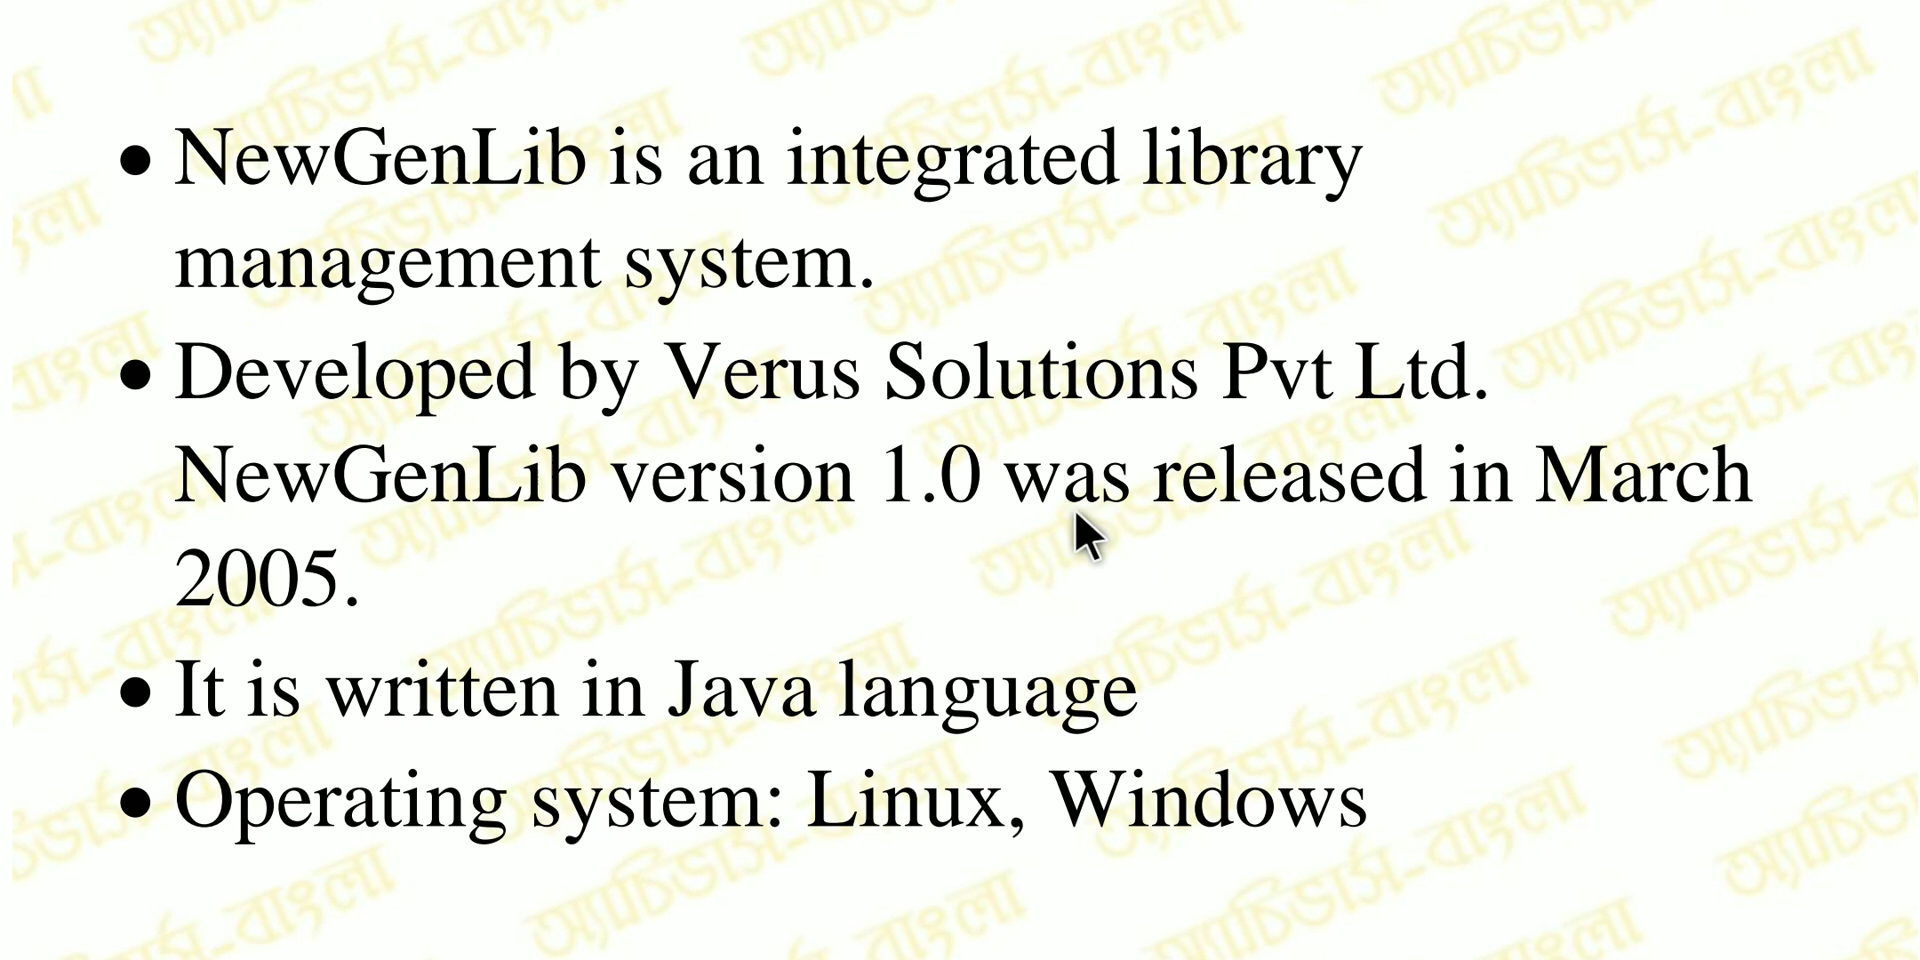 • NewGenLib is an integrated library
management system.
• Developed by Verus Solutions Pvt Ltd.
NewGenLib version 1.0 was released in March
2005.
• It is written in Java language
• Operating system: Linux, Windows